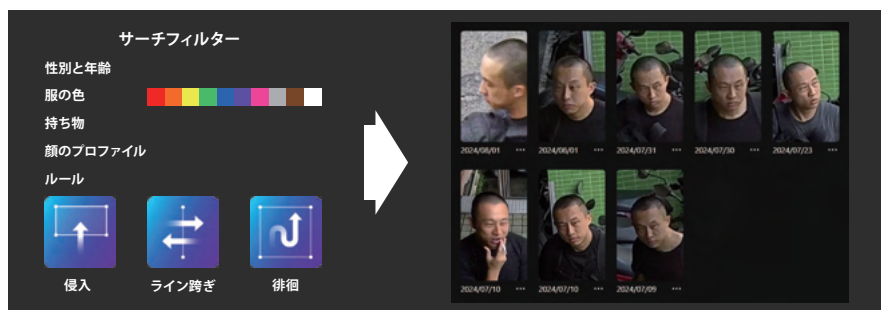 サーチフィルター
性別と年齢
服の色
持ち物
顔のプロファイル
ルール
侵入
ライン跨ぎ
徘徊
2024/08/01
2024/08/01
2024/07/31
2024/07/30
2024/07/23
2024/07/10
2024/07/10
2024/07/09